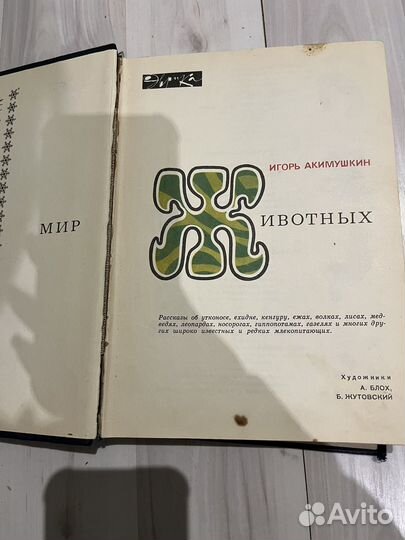 Эврика
ИГОРЬ АКИМУШКИН
МИР
ЖИВОТНЫХ
Рассказы об утконосе, ехидне, кенгуру, ежах, волках, лисах, мед-
ведях, леопардах, носорогах, гиппопотамах, газелях и многих дру-
гих широко известных и редких млекопитающих.
Художники
А. БЛОХ,
Б. ЖУТОВСКИЙ
Avito